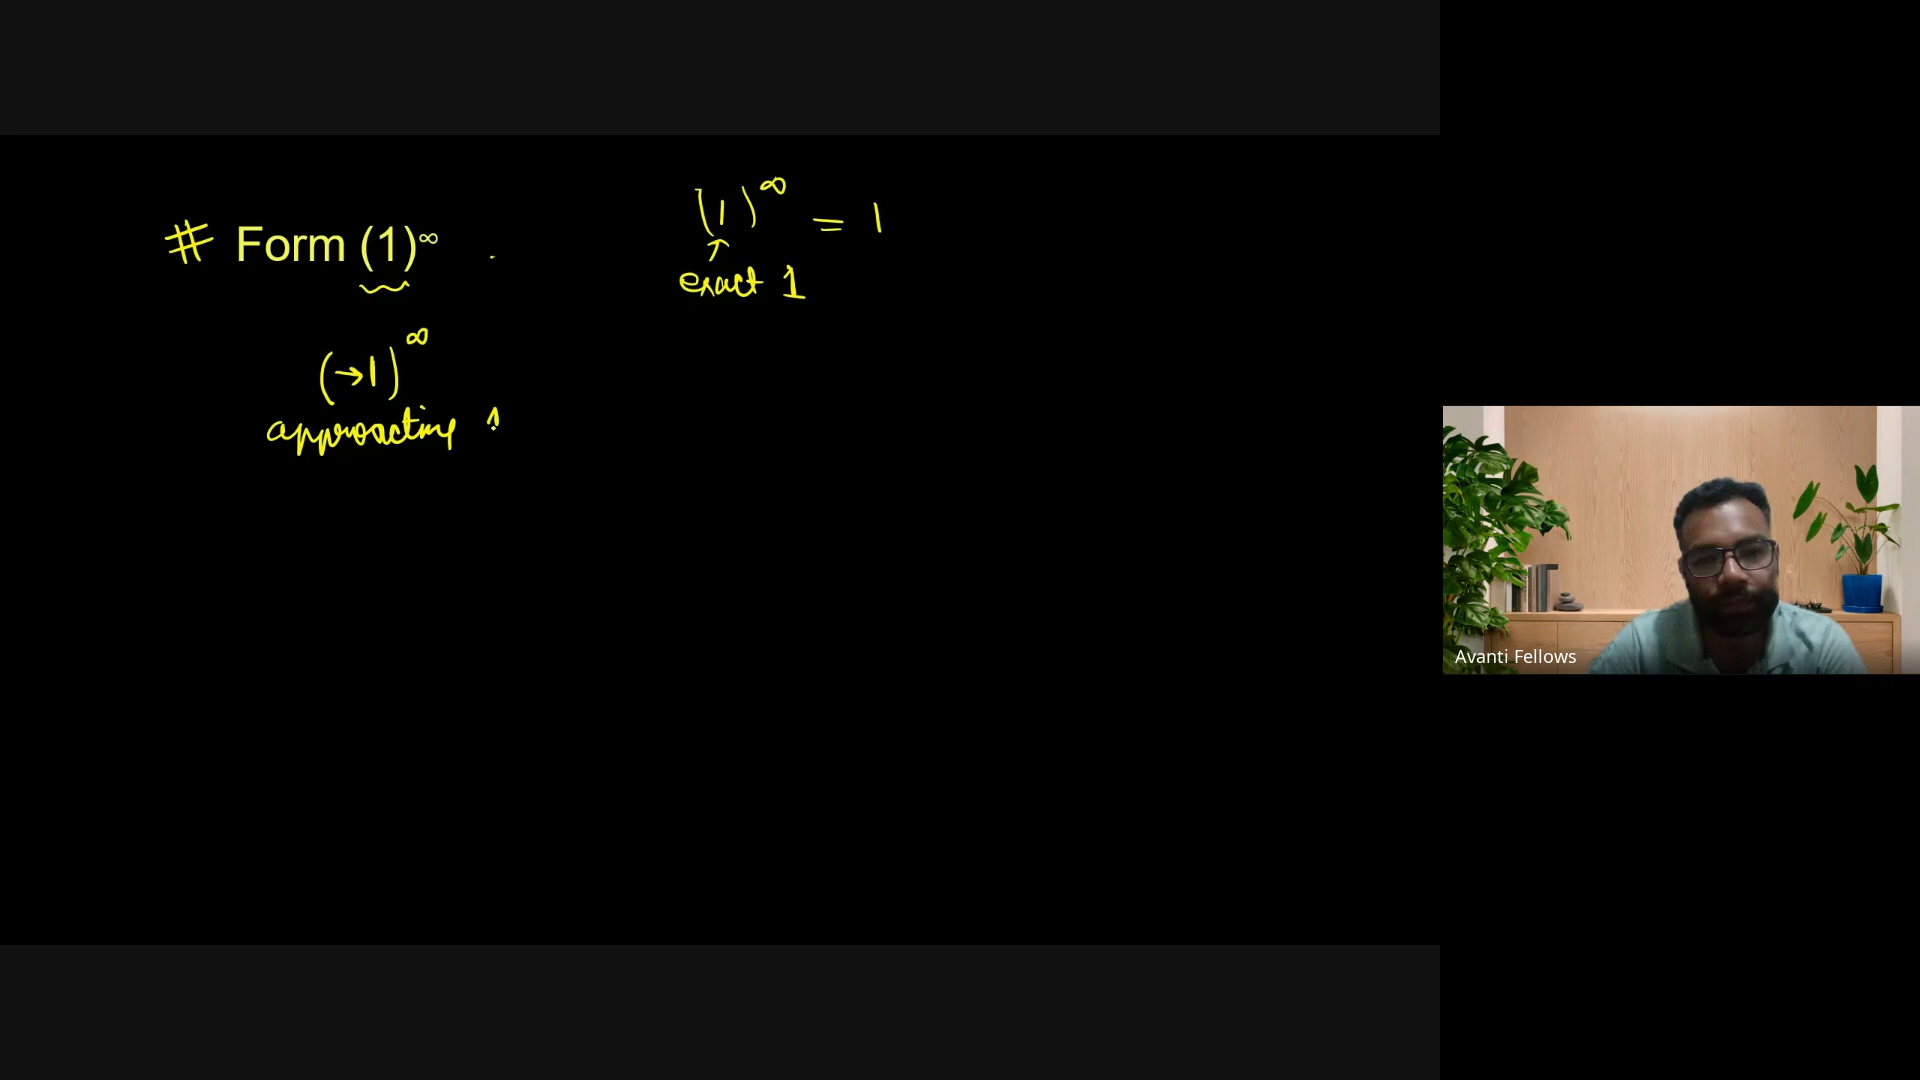 # Form (1)^∞
(→1)^∞
approaching 1
(1)^∞ = 1
↑
exact 1
Avanti Fellows